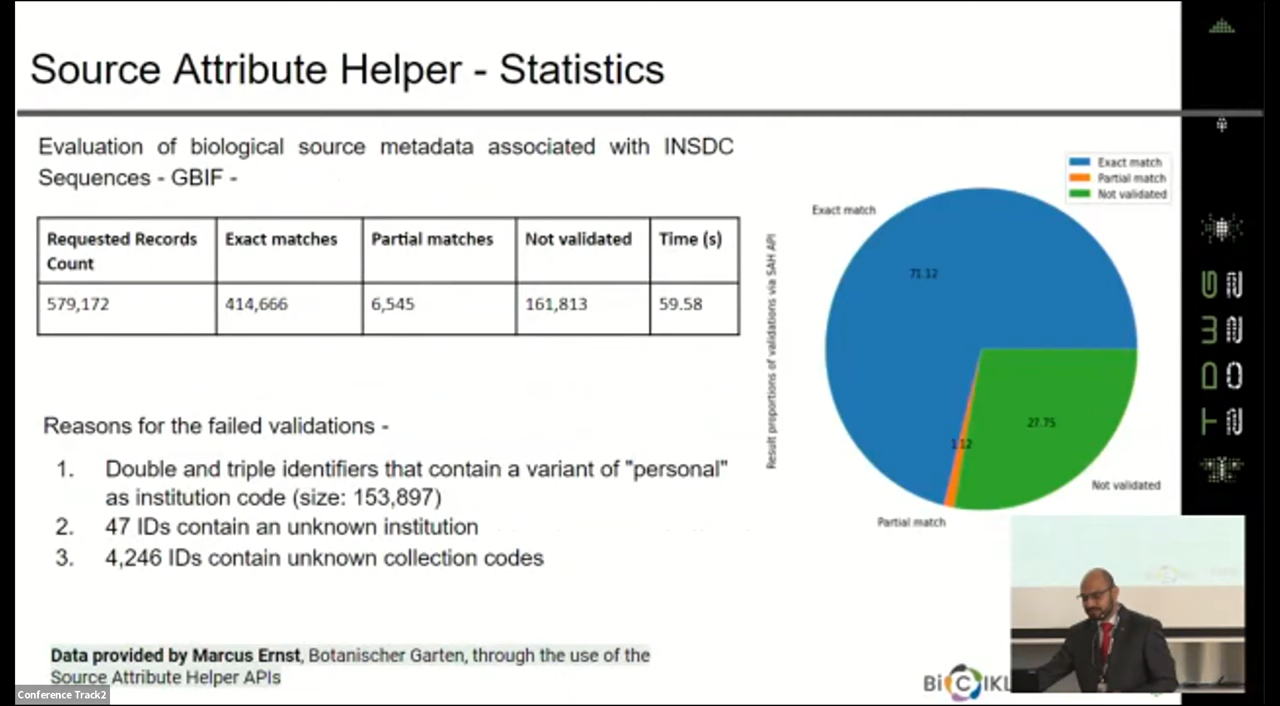 Source Attribute Helper - Statistics
Evaluation of biological source metadata associated with INSDC
Sequences - GBIF -
Requested Records Count
Exact matches
Partial matches
Not validated
Time (s)
579,172
414,666
6,545
161,813
59.58
Reasons for the failed validations -
1. Double and triple identifiers that contain a variant of "personal"
as institution code (size: 153,897)
2. 47 IDs contain an unknown institution
3. 4,246 IDs contain unknown collection codes
Data provided by Marcus Ernst, Botanischer Garten, through the use of the
Source Attribute Helper APIs
Result proportions of validations via SAH API
Exact match
Partial match
Not validated
Exact match
71.12
1.12
27.75
Not validated
Partial match
Conference Track2